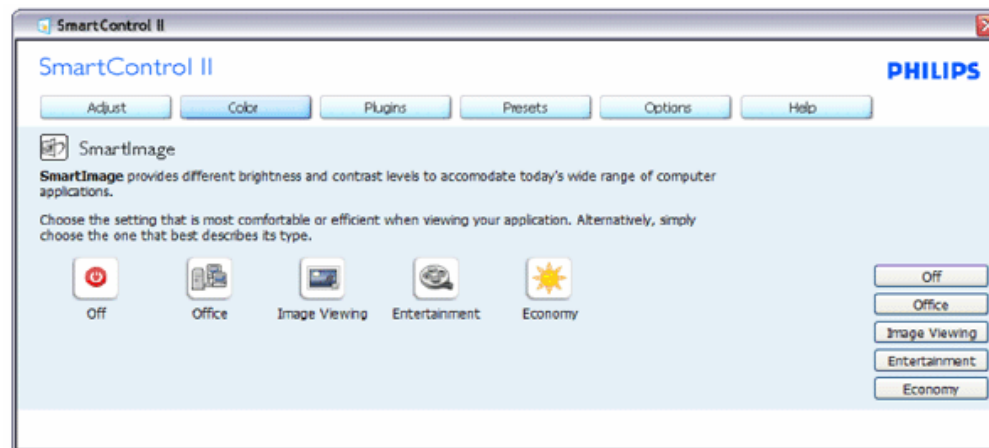 SmartControl II
SmartControl II
PHILIPS
Adjust
Color
Plugins
Presets
Options
Help
SmartImage
SmartImage provides different brightness and contrast levels to accomodate today's wide range of computer
applications.
Choose the setting that is most comfortable or efficient when viewing your application. Alternatively, simply
choose the one that best describes its type.
Off
Office
Image Viewing
Entertainment
Economy
Off
Office
Image Viewing
Entertainment
Economy